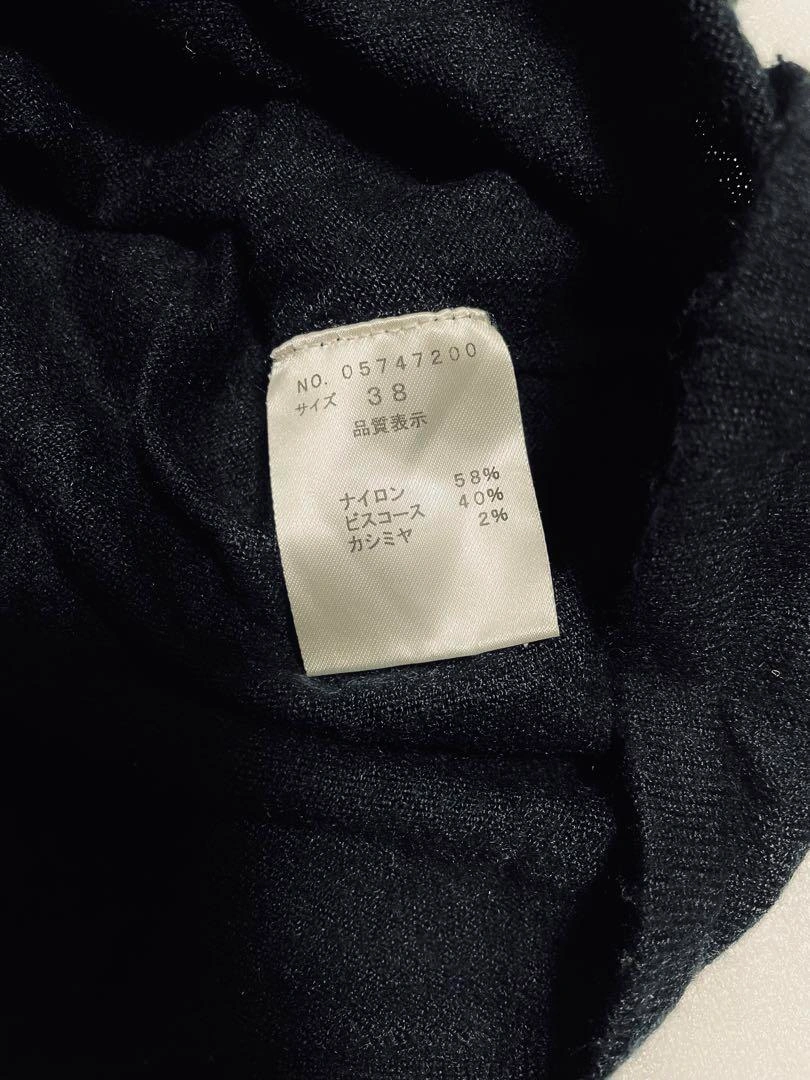 NO. 05747200
サイズ 38
品質表示
ナイロン 58%
ビスコース 40%
カシミヤ 2%